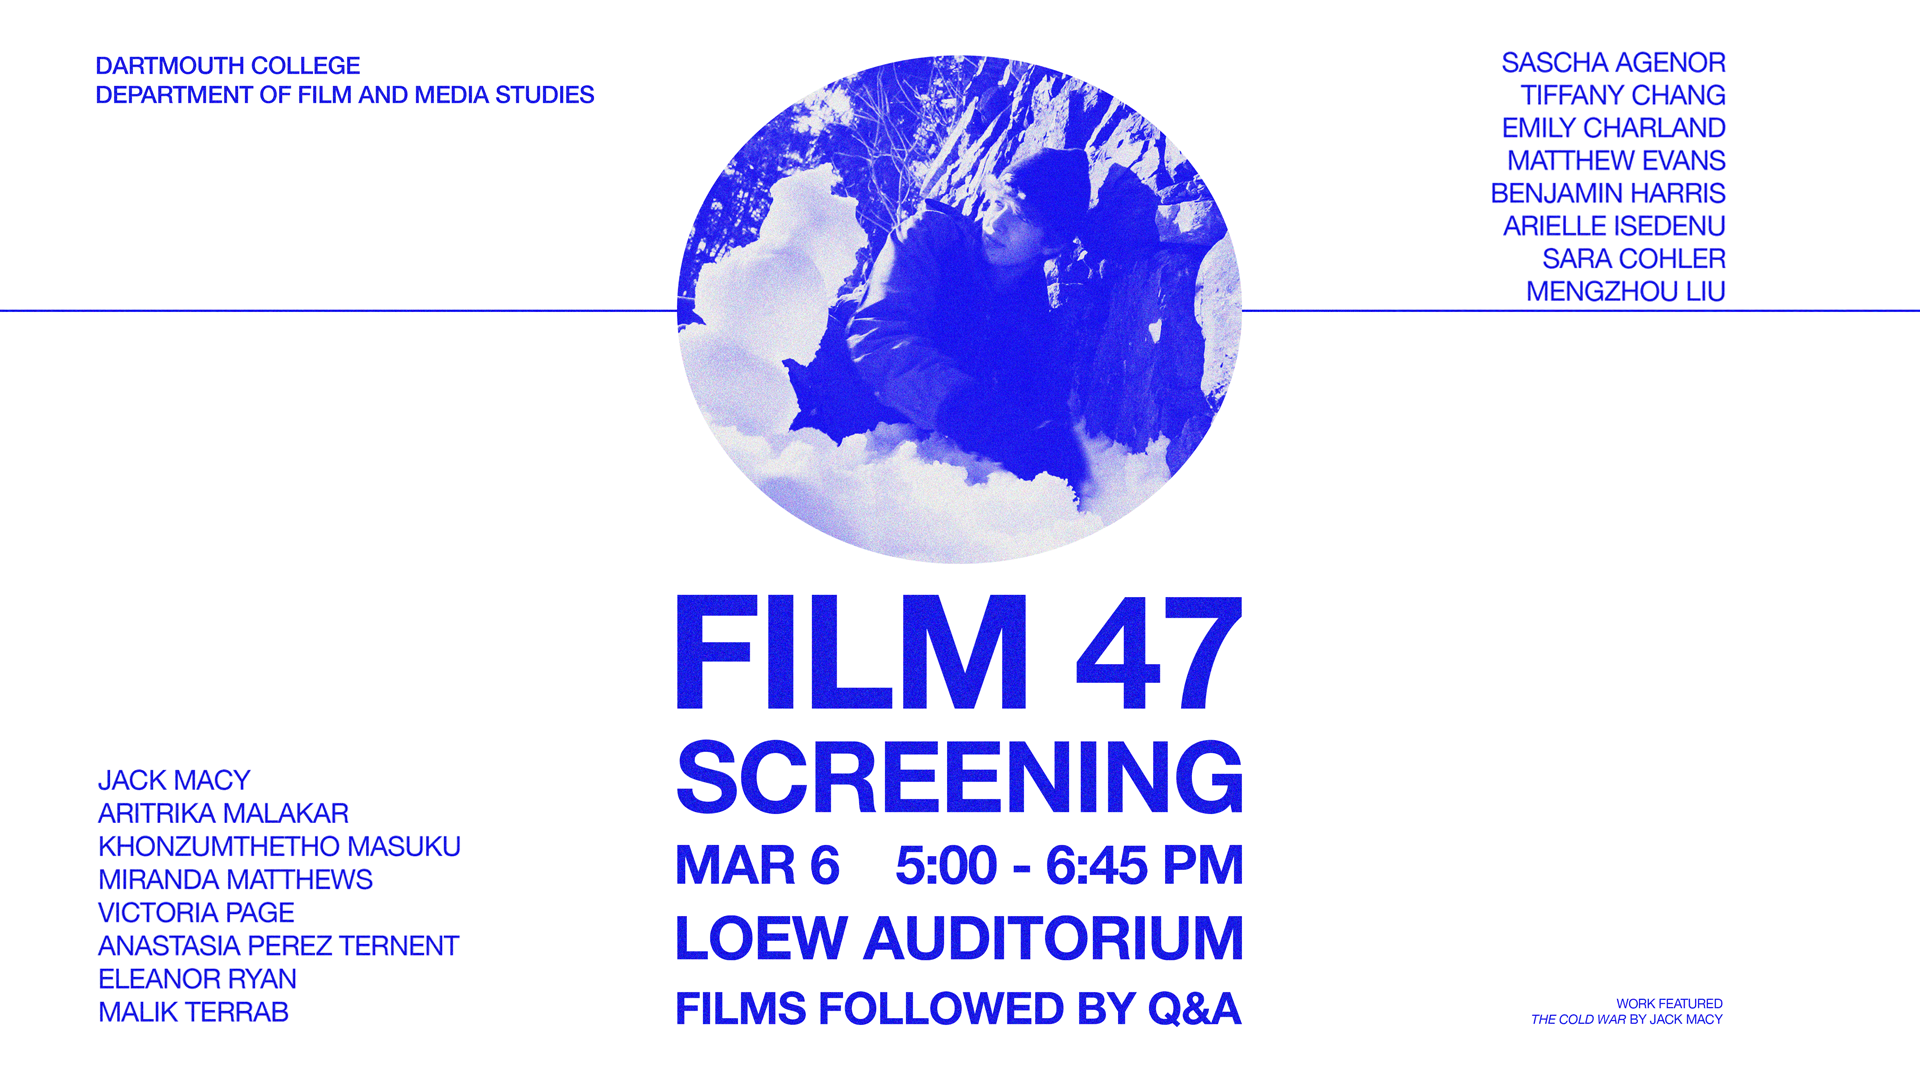 DARTMOUTH COLLEGE
DEPARTMENT OF FILM AND MEDIA STUDIES
SASCHA AGENOR
TIFFANY CHANG
EMILY CHARLAND
MATTHEW EVANS
BENJAMIN HARRIS
ARIELLE ISEDENU
SARA COHLER
MENGZHOU LIU
FILM 47
SCREENING
MAR 6 5:00 - 6:45 PM
LOEW AUDITORIUM
FILMS FOLLOWED BY Q&A
JACK MACY
ARITRIKA MALAKAR
KHONZUMTHETHO MASUKU
MIRANDA MATTHEWS
VICTORIA PAGE
ANASTASIA PEREZ TERNENT
ELEANOR RYAN
MALIK TERRAB
WORK FEATURED
THE COLD WAR BY JACK MACY